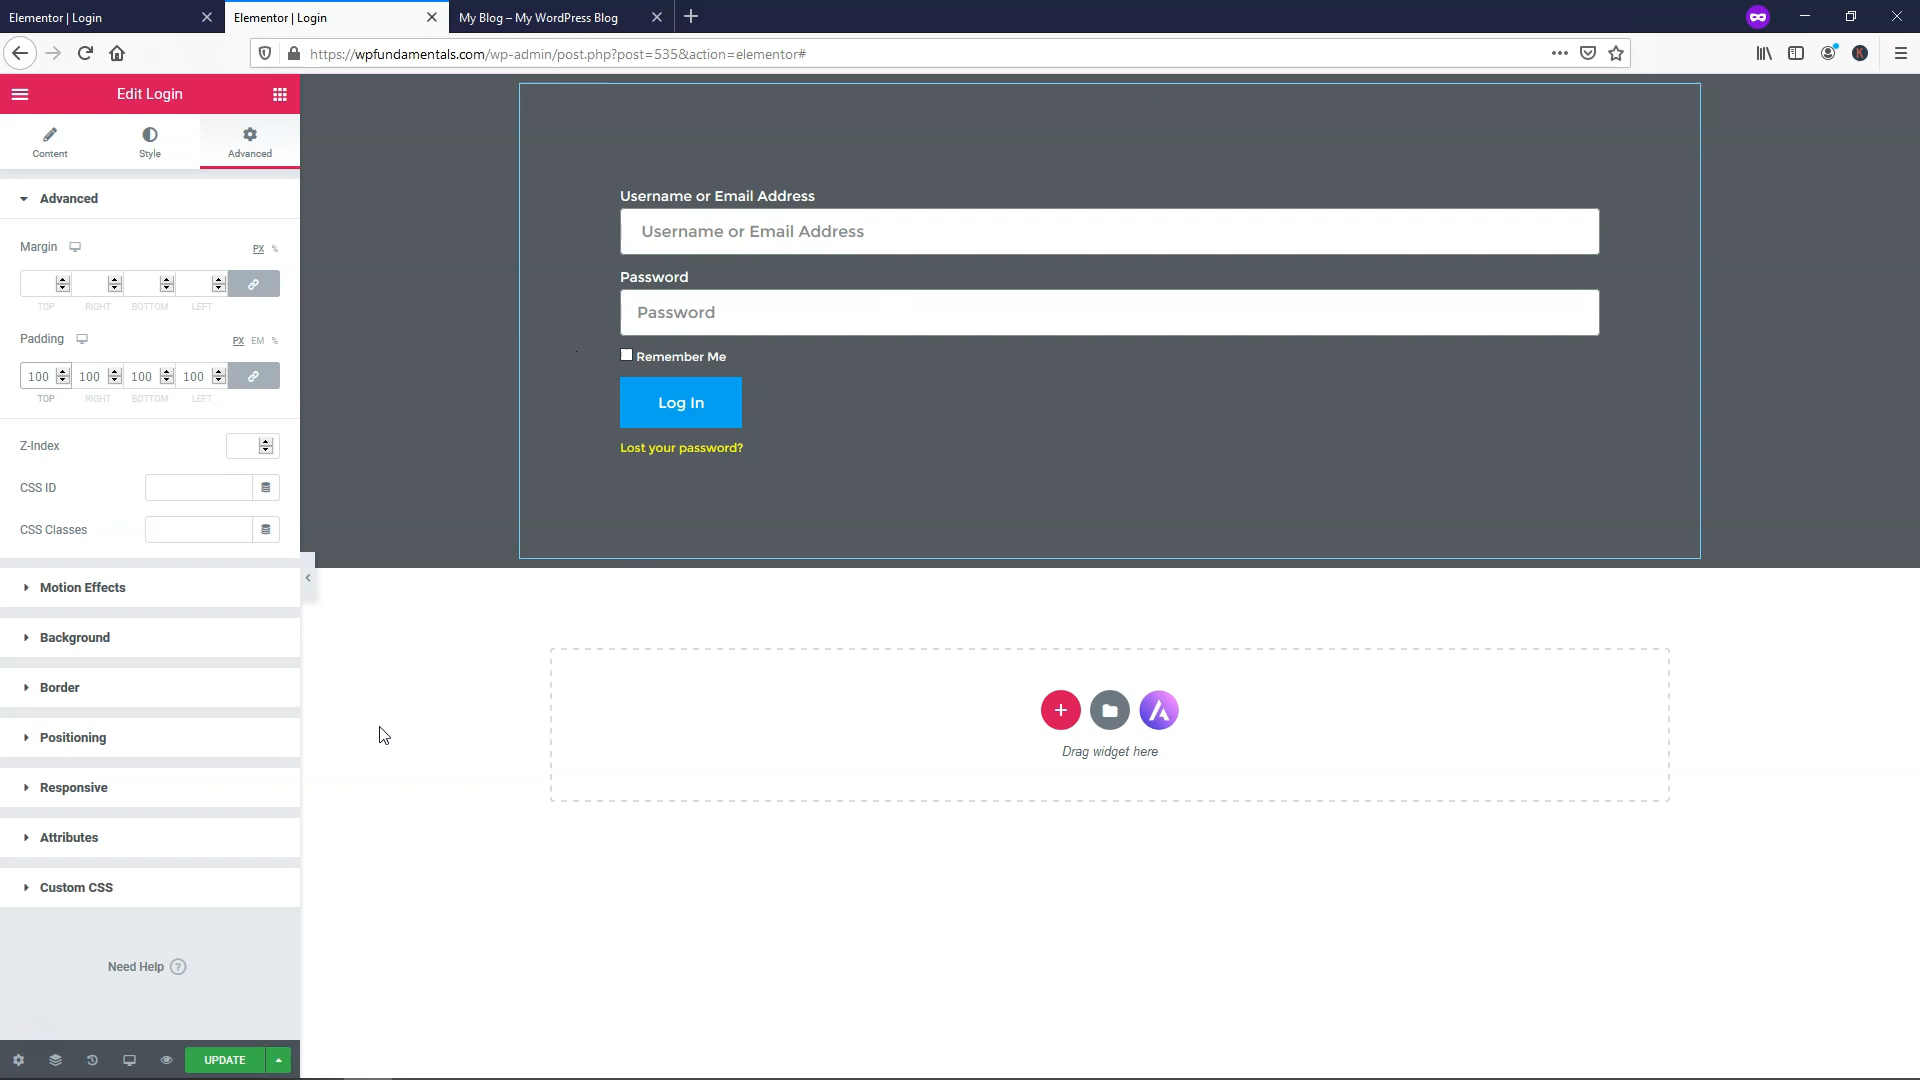 Elementor | Login
Elementor | Login
My Blog – My WordPress Blog
https://wpfundamentals.com/wp-admin/post.php?post=535&action=elementor#
Edit Login
Content
Style
Advanced
Advanced
Margin
PX %
TOP RIGHT BOTTOM LEFT
Padding
PX EM %
100 100 100 100
TOP RIGHT BOTTOM LEFT
Z-Index
CSS ID
CSS Classes
Motion Effects
Background
Border
Positioning
Responsive
Attributes
Custom CSS
Need Help ?
UPDATE
Username or Email Address
Username or Email Address
Password
Password
Remember Me
Log In
Lost your password?
Drag widget here
K